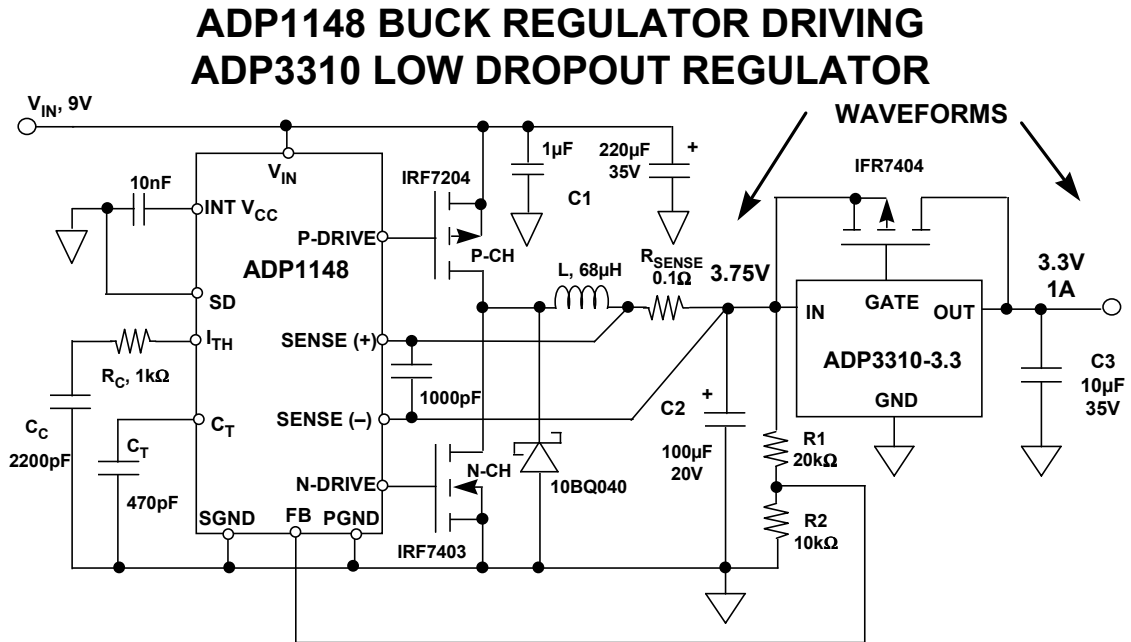 ADP1148 BUCK REGULATOR DRIVING
ADP3310 LOW DROPOUT REGULATOR
V_IN, 9V
WAVEFORMS
V_IN
1µF
220µF
35V
+
IFR7404
10nF
IRF7204
C1
INT V_CC
P-DRIVE
P-CH
R_SENSE
0.1Ω
L, 68µH
3.75V
3.3V
1A
ADP1148
GATE
IN
OUT
SD
I_TH
SENSE (+)
ADP3310-3.3
R_C, 1kΩ
1000pF
C3
10µF
35V
GND
C_C
2200pF
C_T
C_T
SENSE (–)
C2
+
100µF
20V
R1
20kΩ
470pF
N-DRIVE
N-CH
10BQ040
SGND
FB
PGND
R2
10kΩ
IRF7403